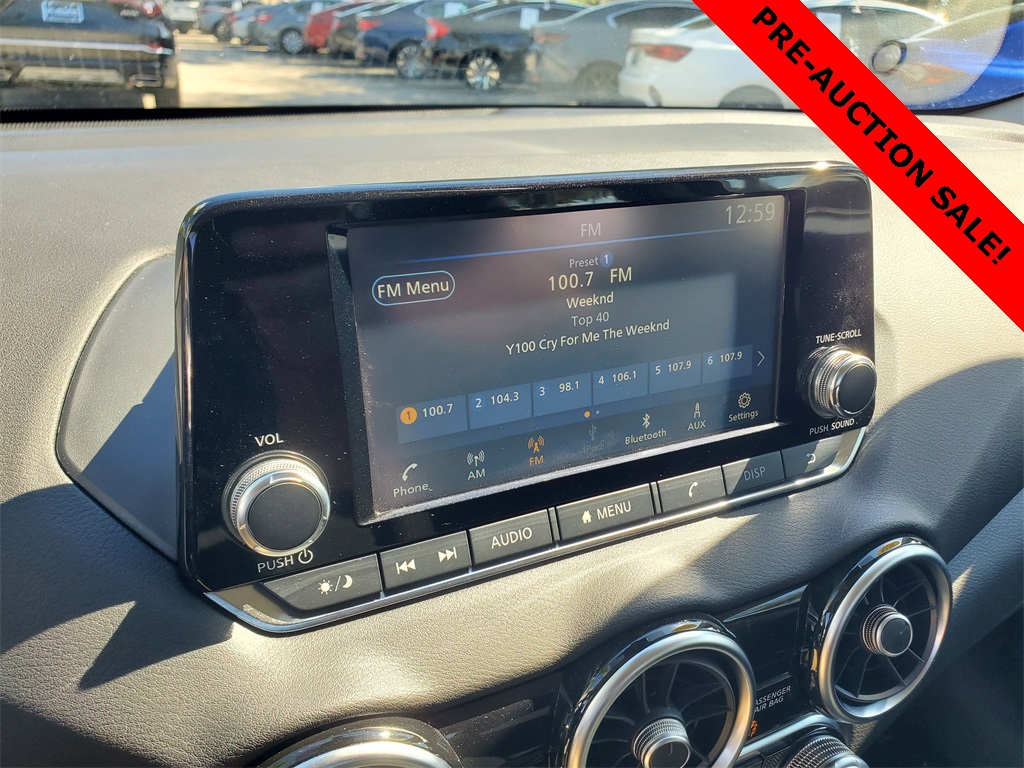 PRE-AUCTION SALE!
FM
12:59
Preset 1
FM Menu
100.7 FM
Weeknd
Top 40
Y100 Cry For Me The Weeknd
1 100.7
2 104.3
3 98.1
4 106.1
5 107.9
6 107.9
Phone
AM
FM
iPod
Bluetooth
AUX
Settings
TUNE-SCROLL
PUSH SOUND
VOL
PUSH
AUDIO
MENU
DISP
PASSENGER
AIR BAG